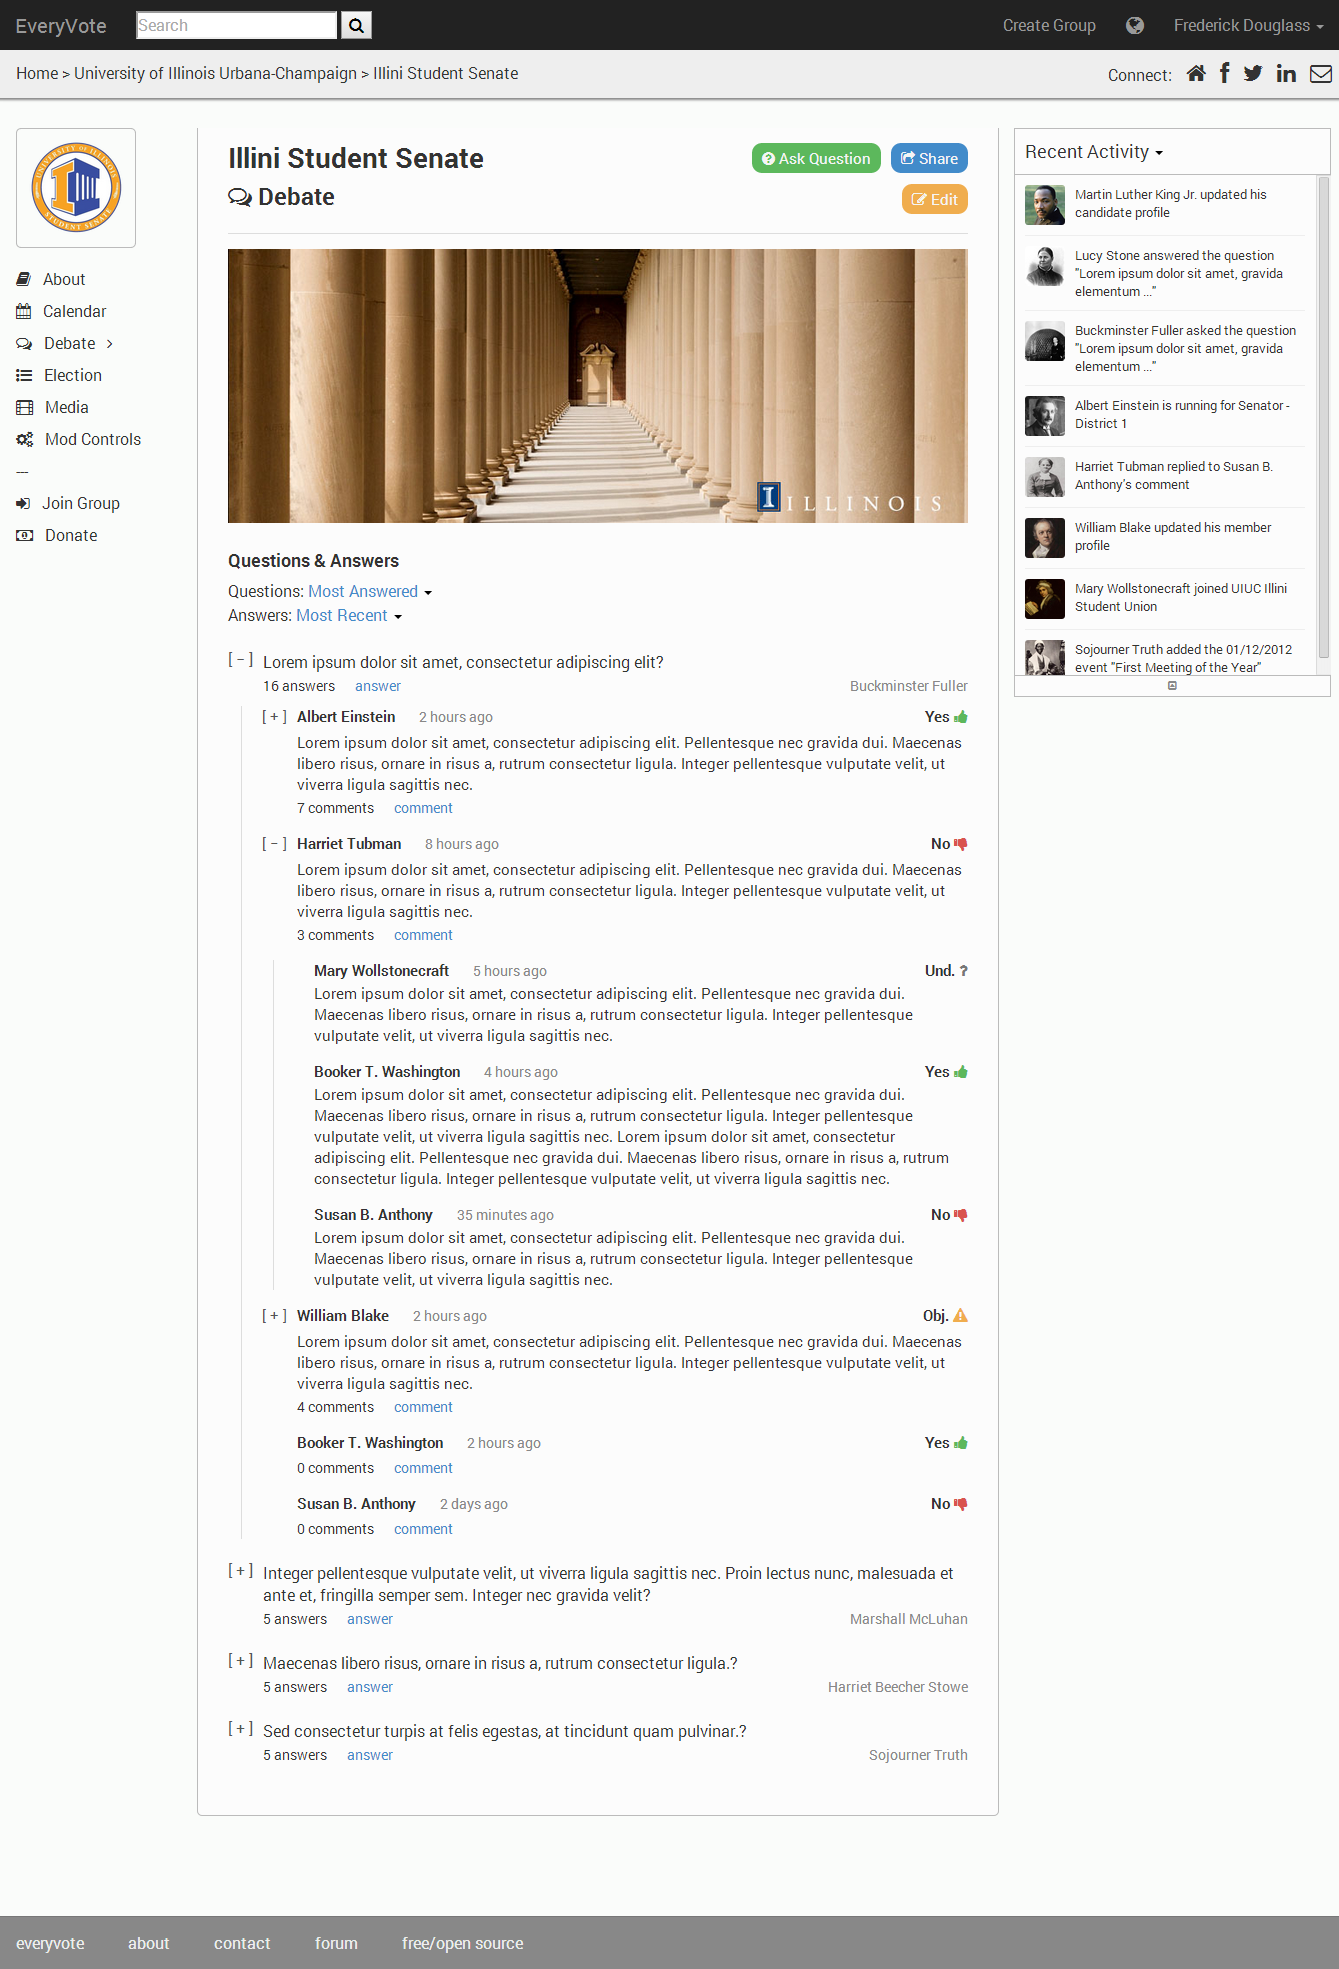 EveryVote
Search
Create Group
Frederick Douglass
Home > University of Illinois Urbana-Champaign > Illini Student Senate
Connect:
UNIVERSITY OF ILLINOIS
STUDENT SENATE
About
Calendar
Debate
Election
Media
Mod Controls
---
Join Group
Donate
Illini Student Senate
Ask Question
Share
Debate
Edit
I ILLINOIS
Questions & Answers
Questions: Most Answered
Answers: Most Recent
[ − ] Lorem ipsum dolor sit amet, consectetur adipiscing elit?
16 answers answer Buckminster Fuller
[ + ] Albert Einstein 2 hours ago Yes
Lorem ipsum dolor sit amet, consectetur adipiscing elit. Pellentesque nec gravida dui. Maecenas
libero risus, ornare in risus a, rutrum consectetur ligula. Integer pellentesque vulputate velit, ut
viverra ligula sagittis nec.
7 comments comment
[ − ] Harriet Tubman 8 hours ago No
Lorem ipsum dolor sit amet, consectetur adipiscing elit. Pellentesque nec gravida dui. Maecenas
libero risus, ornare in risus a, rutrum consectetur ligula. Integer pellentesque vulputate velit, ut
viverra ligula sagittis nec.
3 comments comment
Mary Wollstonecraft 5 hours ago Und. ?
Lorem ipsum dolor sit amet, consectetur adipiscing elit. Pellentesque nec gravida dui.
Maecenas libero risus, ornare in risus a, rutrum consectetur ligula. Integer pellentesque
vulputate velit, ut viverra ligula sagittis nec.
Booker T. Washington 4 hours ago Yes
Lorem ipsum dolor sit amet, consectetur adipiscing elit. Pellentesque nec gravida dui.
Maecenas libero risus, ornare in risus a, rutrum consectetur ligula. Integer pellentesque
vulputate velit, ut viverra ligula sagittis nec. Lorem ipsum dolor sit amet, consectetur
adipiscing elit. Pellentesque nec gravida dui. Maecenas libero risus, ornare in risus a, rutrum
consectetur ligula. Integer pellentesque vulputate velit, ut viverra ligula sagittis nec.
Susan B. Anthony 35 minutes ago No
Lorem ipsum dolor sit amet, consectetur adipiscing elit. Pellentesque nec gravida dui.
Maecenas libero risus, ornare in risus a, rutrum consectetur ligula. Integer pellentesque
vulputate velit, ut viverra ligula sagittis nec.
[ + ] William Blake 2 hours ago Obj.
Lorem ipsum dolor sit amet, consectetur adipiscing elit. Pellentesque nec gravida dui. Maecenas
libero risus, ornare in risus a, rutrum consectetur ligula. Integer pellentesque vulputate velit, ut
viverra ligula sagittis nec.
4 comments comment
Booker T. Washington 2 hours ago Yes
0 comments comment
Susan B. Anthony 2 days ago No
0 comments comment
[ + ] Integer pellentesque vulputate velit, ut viverra ligula sagittis nec. Proin lectus nunc, malesuada et
ante et, fringilla semper sem. Integer nec gravida velit?
5 answers answer Marshall McLuhan
[ + ] Maecenas libero risus, ornare in risus a, rutrum consectetur ligula.?
5 answers answer Harriet Beecher Stowe
[ + ] Sed consectetur turpis at felis egestas, at tincidunt quam pulvinar.?
5 answers answer Sojourner Truth
Recent Activity
Martin Luther King Jr. updated his
candidate profile
Lucy Stone answered the question
"Lorem ipsum dolor sit amet, gravida
elementum ..."
Buckminster Fuller asked the question
"Lorem ipsum dolor sit amet, gravida
elementum ..."
Albert Einstein is running for Senator -
District 1
Harriet Tubman replied to Susan B.
Anthony's comment
William Blake updated his member
profile
Mary Wollstonecraft joined UIUC Illini
Student Union
Sojourner Truth added the 01/12/2012
event "First Meeting of the Year"
everyvote about contact forum free/open source